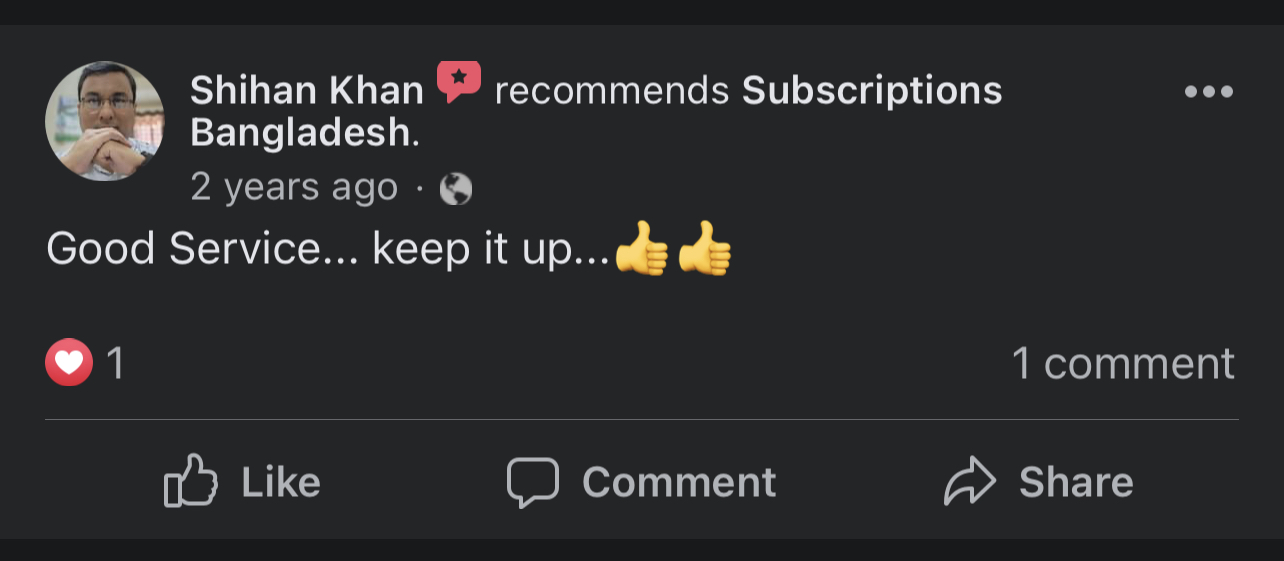 Shihan Khan recommends Subscriptions
Bangladesh.
2 years ago ·
Good Service... keep it up...👍👍
1
1 comment
Like
Comment
Share